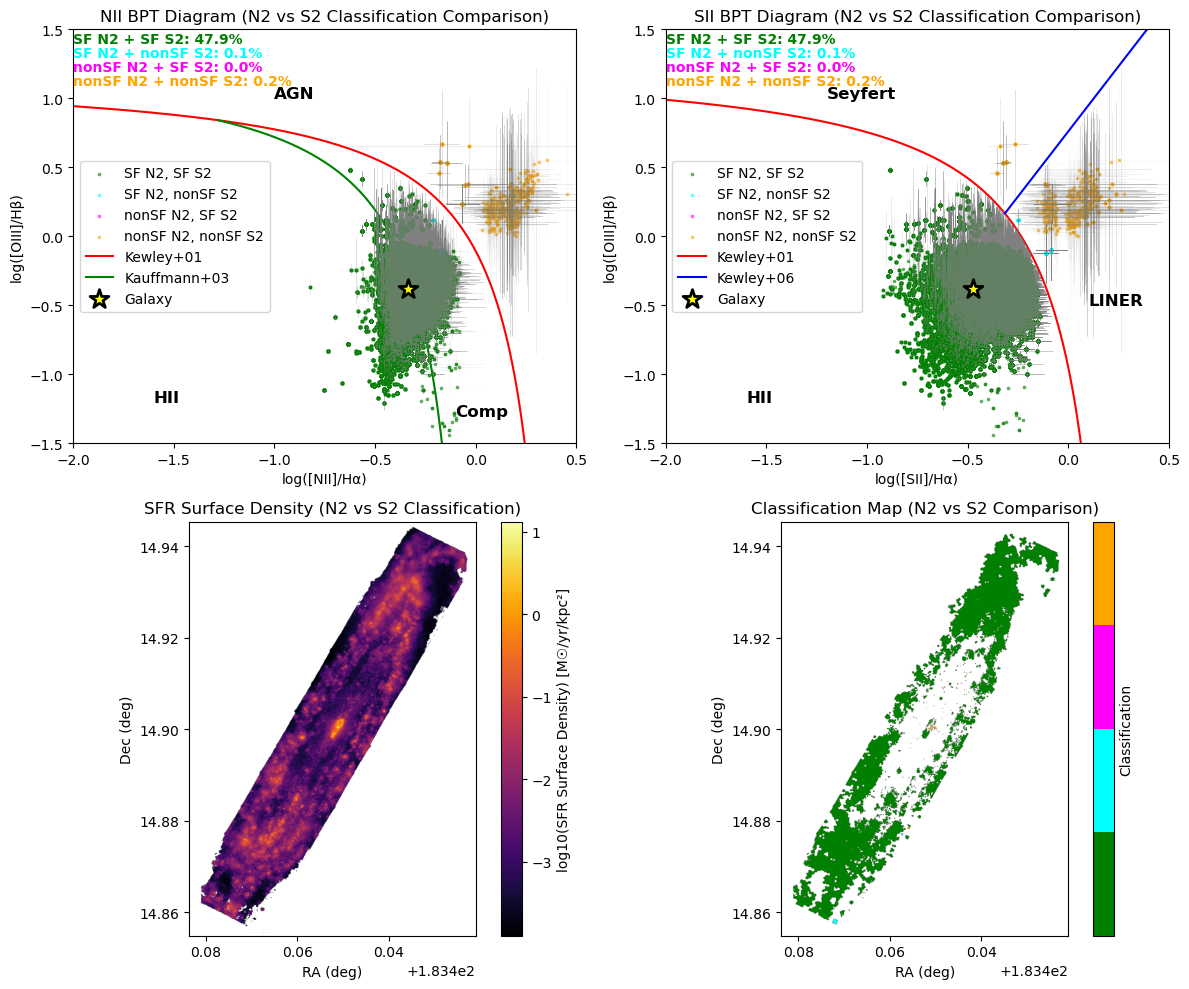 NII BPT Diagram (N2 vs S2 Classification Comparison)
SF N2 + SF S2: 47.9%
SF N2 + nonSF S2: 0.1%
nonSF N2 + SF S2: 0.0%
nonSF N2 + nonSF S2: 0.2%
AGN
SF N2, SF S2
SF N2, nonSF S2
nonSF N2, SF S2
nonSF N2, nonSF S2
Kewley+01
Kauffmann+03
Galaxy
HII
Comp
1.5
1.0
0.5
0.0
−0.5
−1.0
−1.5
log([OIII]/Hβ)
−2.0 −1.5 −1.0 −0.5 0.0 0.5
log([NII]/Hα)
SII BPT Diagram (N2 vs S2 Classification Comparison)
SF N2 + SF S2: 47.9%
SF N2 + nonSF S2: 0.1%
nonSF N2 + SF S2: 0.0%
nonSF N2 + nonSF S2: 0.2%
Seyfert
SF N2, SF S2
SF N2, nonSF S2
nonSF N2, SF S2
nonSF N2, nonSF S2
Kewley+01
Kewley+06
Galaxy
LINER
HII
1.5
1.0
0.5
0.0
−0.5
−1.0
−1.5
log([OIII]/Hβ)
−2.0 −1.5 −1.0 −0.5 0.0 0.5
log([SII]/Hα)
SFR Surface Density (N2 vs S2 Classification)
14.94
14.92
14.90
14.88
14.86
Dec (deg)
0.08 0.06 0.04
RA (deg)
+1.834e2
1
0
−1
−2
−3
log10(SFR Surface Density) [M☉/yr/kpc²]
Classification Map (N2 vs S2 Comparison)
14.94
14.92
14.90
14.88
14.86
Dec (deg)
0.08 0.06 0.04
RA (deg)
+1.834e2
Classification